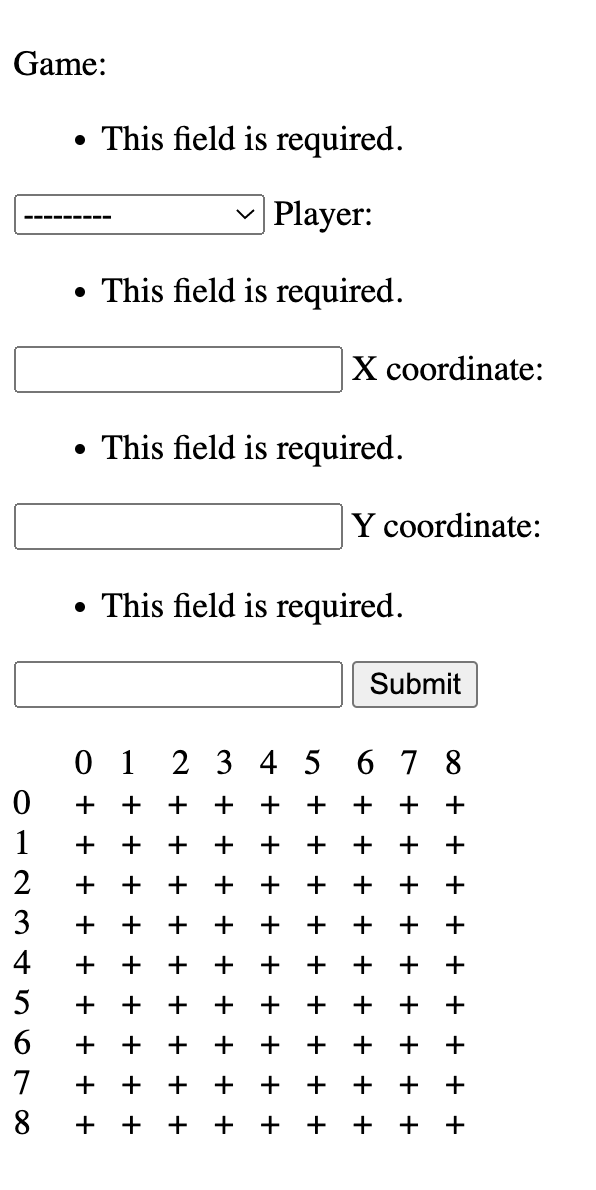 Game:
• This field is required.
--------- Player:
• This field is required.
X coordinate:
• This field is required.
Y coordinate:
• This field is required.
Submit
0 1 2 3 4 5 6 7 8
0 + + + + + + + + +
1 + + + + + + + + +
2 + + + + + + + + +
3 + + + + + + + + +
4 + + + + + + + + +
5 + + + + + + + + +
6 + + + + + + + + +
7 + + + + + + + + +
8 + + + + + + + + +